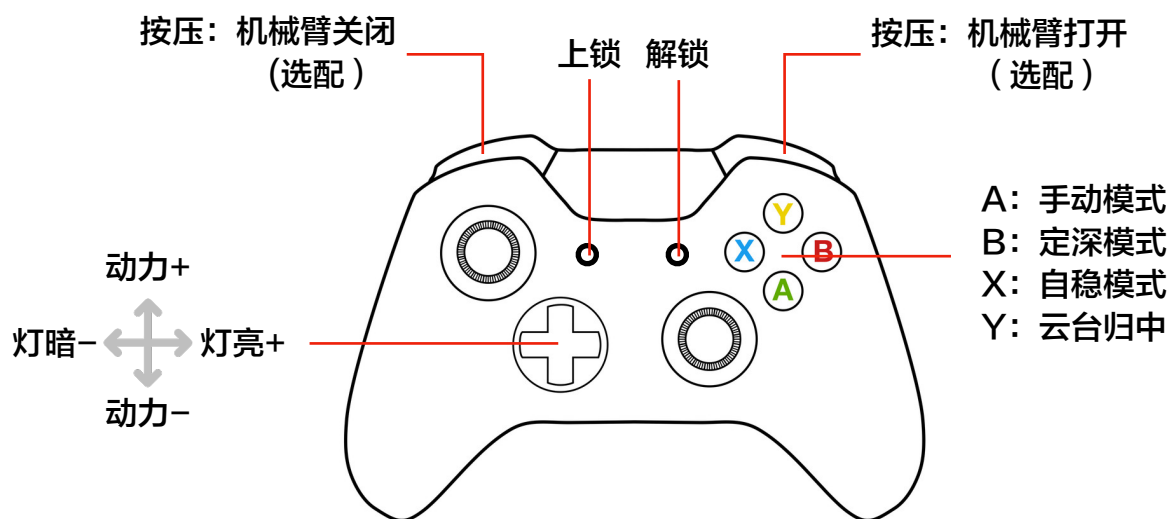 按压：机械臂关闭
(选配）
上锁
解锁
按压：机械臂打开
（选配）
Y
X
B
A
A：手动模式
B：定深模式
X：自稳模式
Y：云台归中
动力+
灯暗−
灯亮+
动力−